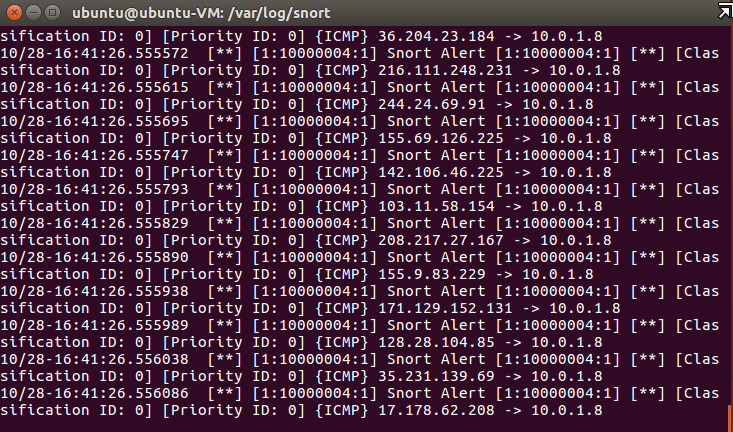 ubuntu@ubuntu-VM: /var/log/snort
sification ID: 0] [Priority ID: 0] {ICMP} 36.204.23.184 -> 10.0.1.8
10/28-16:41:26.555572  [**] [1:10000004:1] Snort Alert [1:10000004:1] [**] [Clas
sification ID: 0] [Priority ID: 0] {ICMP} 216.111.248.231 -> 10.0.1.8
10/28-16:41:26.555615  [**] [1:10000004:1] Snort Alert [1:10000004:1] [**] [Clas
sification ID: 0] [Priority ID: 0] {ICMP} 244.24.69.91 -> 10.0.1.8
10/28-16:41:26.555695  [**] [1:10000004:1] Snort Alert [1:10000004:1] [**] [Clas
sification ID: 0] [Priority ID: 0] {ICMP} 155.69.126.225 -> 10.0.1.8
10/28-16:41:26.555747  [**] [1:10000004:1] Snort Alert [1:10000004:1] [**] [Clas
sification ID: 0] [Priority ID: 0] {ICMP} 142.106.46.225 -> 10.0.1.8
10/28-16:41:26.555793  [**] [1:10000004:1] Snort Alert [1:10000004:1] [**] [Clas
sification ID: 0] [Priority ID: 0] {ICMP} 103.11.58.154 -> 10.0.1.8
10/28-16:41:26.555829  [**] [1:10000004:1] Snort Alert [1:10000004:1] [**] [Clas
sification ID: 0] [Priority ID: 0] {ICMP} 208.217.27.167 -> 10.0.1.8
10/28-16:41:26.555890  [**] [1:10000004:1] Snort Alert [1:10000004:1] [**] [Clas
sification ID: 0] [Priority ID: 0] {ICMP} 155.9.83.229 -> 10.0.1.8
10/28-16:41:26.555938  [**] [1:10000004:1] Snort Alert [1:10000004:1] [**] [Clas
sification ID: 0] [Priority ID: 0] {ICMP} 171.129.152.131 -> 10.0.1.8
10/28-16:41:26.555989  [**] [1:10000004:1] Snort Alert [1:10000004:1] [**] [Clas
sification ID: 0] [Priority ID: 0] {ICMP} 128.28.104.85 -> 10.0.1.8
10/28-16:41:26.556038  [**] [1:10000004:1] Snort Alert [1:10000004:1] [**] [Clas
sification ID: 0] [Priority ID: 0] {ICMP} 35.231.139.69 -> 10.0.1.8
10/28-16:41:26.556086  [**] [1:10000004:1] Snort Alert [1:10000004:1] [**] [Clas
sification ID: 0] [Priority ID: 0] {ICMP} 17.178.62.208 -> 10.0.1.8